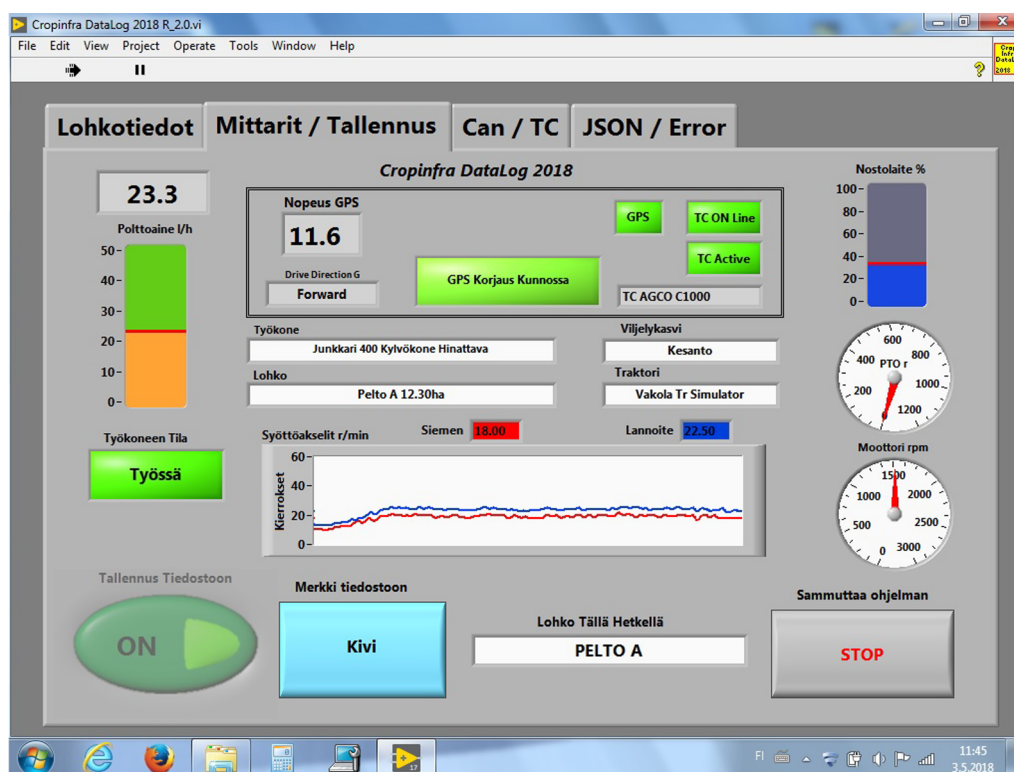 Cropinfra DataLog 2018 R_2.0.vi
File Edit View Project Operate Tools Window Help
Lohkotiedot Mittarit / Tallennus Can / TC JSON / Error
Cropinfra DataLog 2018
23.3
Polttoaine l/h
50
40
30
20
10
0
Nopeus GPS
11.6
Drive Direction G
Forward
GPS Korjaus Kunnossa
GPS
TC ON Line
TC Active
TC AGCO C1000
Nostolaite %
100
80
60
40
20
0
Työkone
Junkkari 400 Kylvökone Hinattava
Viljelykasvi
Kesanto
Lohko
Pelto A 12.30ha
Traktori
Vakola Tr Simulator
PTO r
0
200
400
600
800
1000
1200
Työkoneen Tila
Työssä
Syöttöakselit r/min
Siemen 18.00
Lannoite 22.50
Kierrokset
60
40
20
0
Moottori rpm
0
500
1000
1500
2000
2500
3000
Tallennus Tiedostoon
ON
Merkki tiedostoon
Kivi
Lohko Tällä Hetkellä
PELTO A
Sammuttaa ohjelman
STOP
17
FI
11:45
3.5.2018